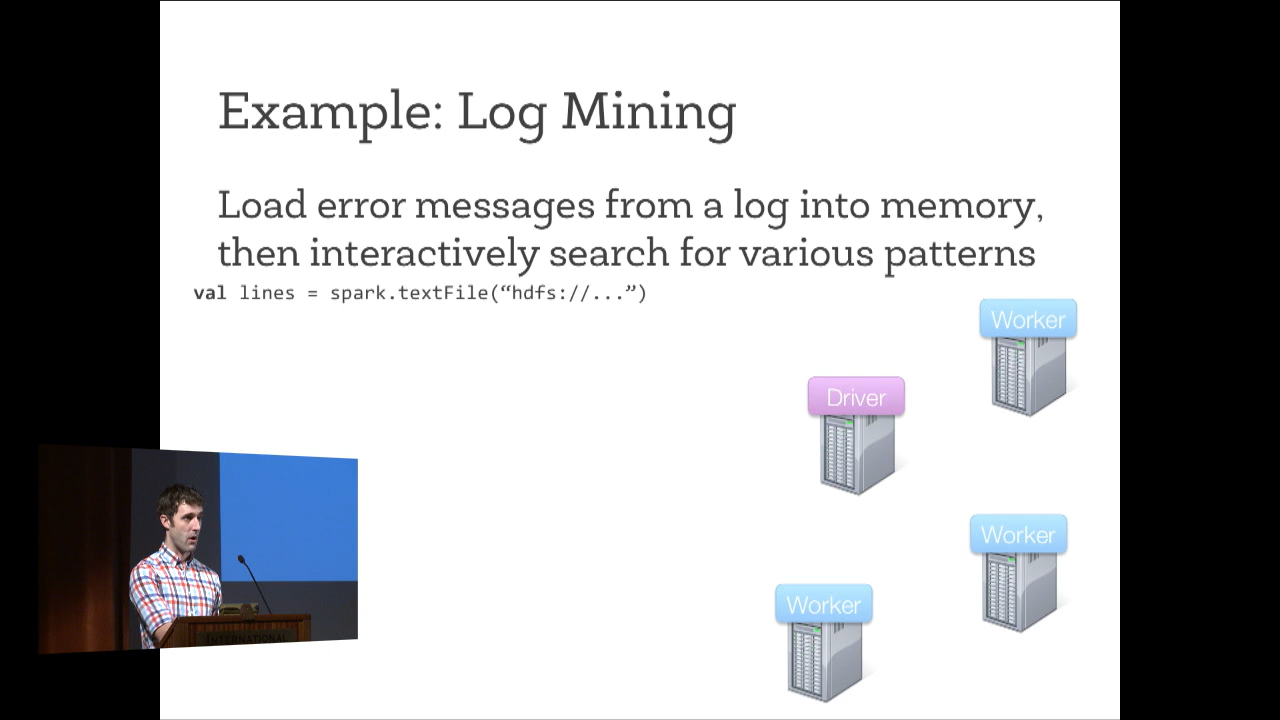 Example: Log Mining
Load error messages from a log into memory,
then interactively search for various patterns
val lines = spark.textFile(“hdfs://...”)
Worker
Driver
Worker
Worker
INTERNATIONAL